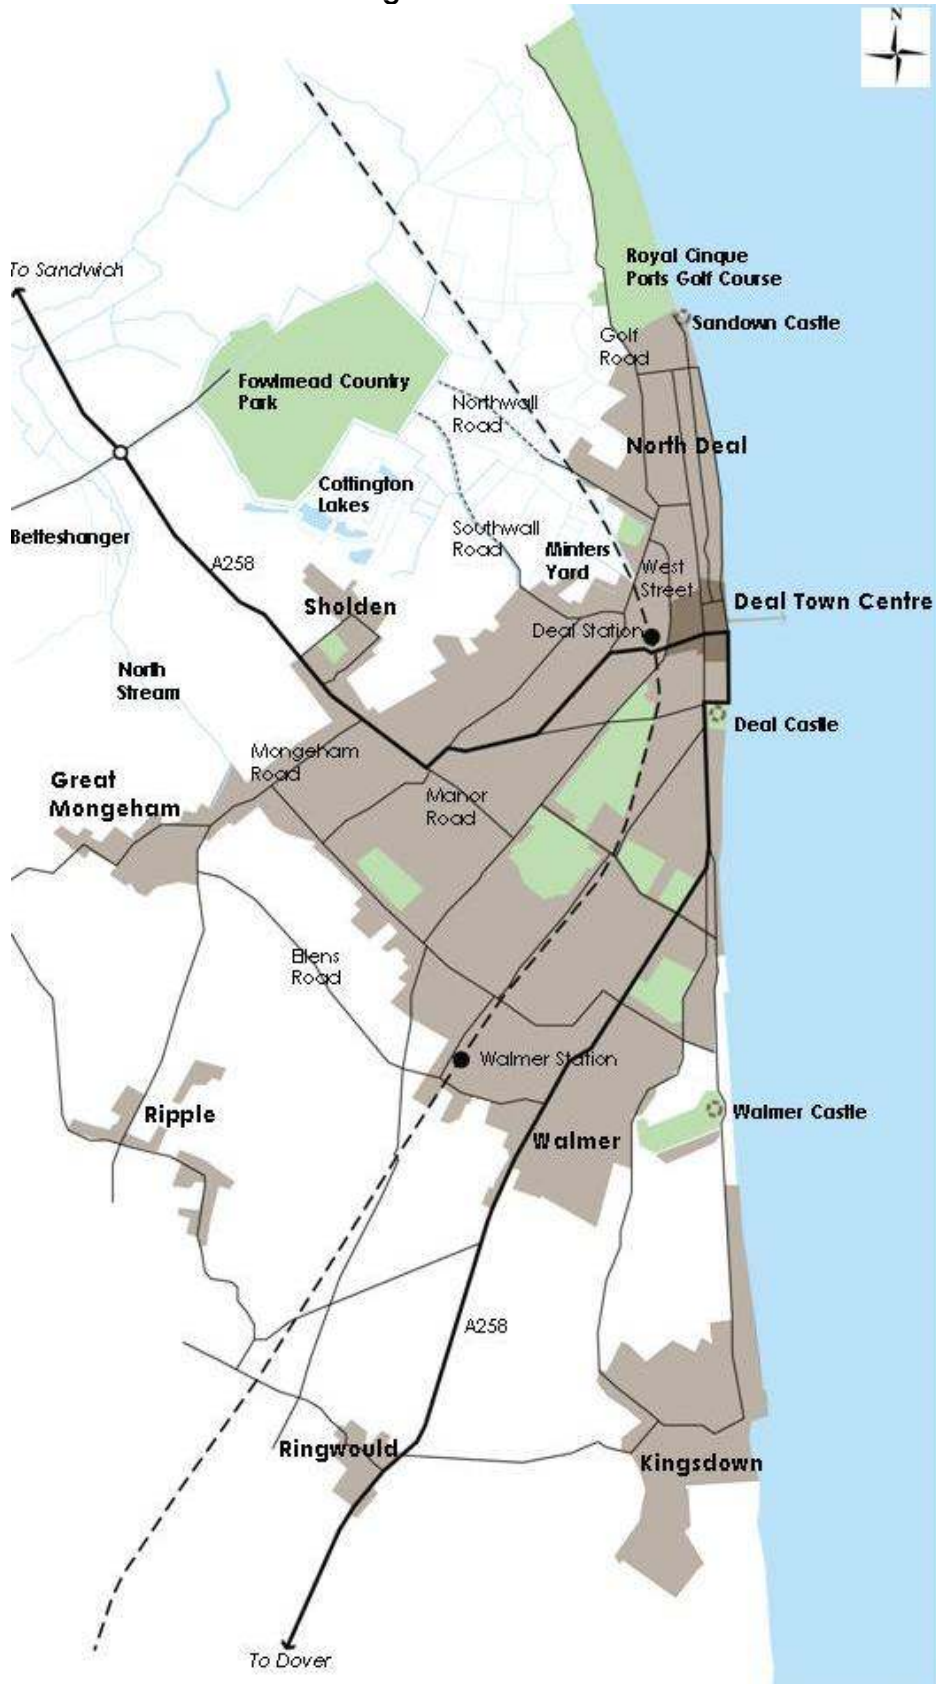 N
To Sandwich
Royal Cinque
Ports Golf Course
Sandown Castle
Golf
Road
Fowlmead Country
Park
Northwall
Road
North Deal
Cottington
Lakes
Betteshanger
A258
Southwall
Road
Minters
Yard
West
Street
Sholden
Deal Town Centre
Deal Station
North
Stream
Deal Castle
Mongeham
Road
Great
Mongeham
Manor
Road
Ellens
Road
Walmer Station
Ripple
Walmer Castle
Walmer
A258
Ringwould
Kingsdown
To Dover